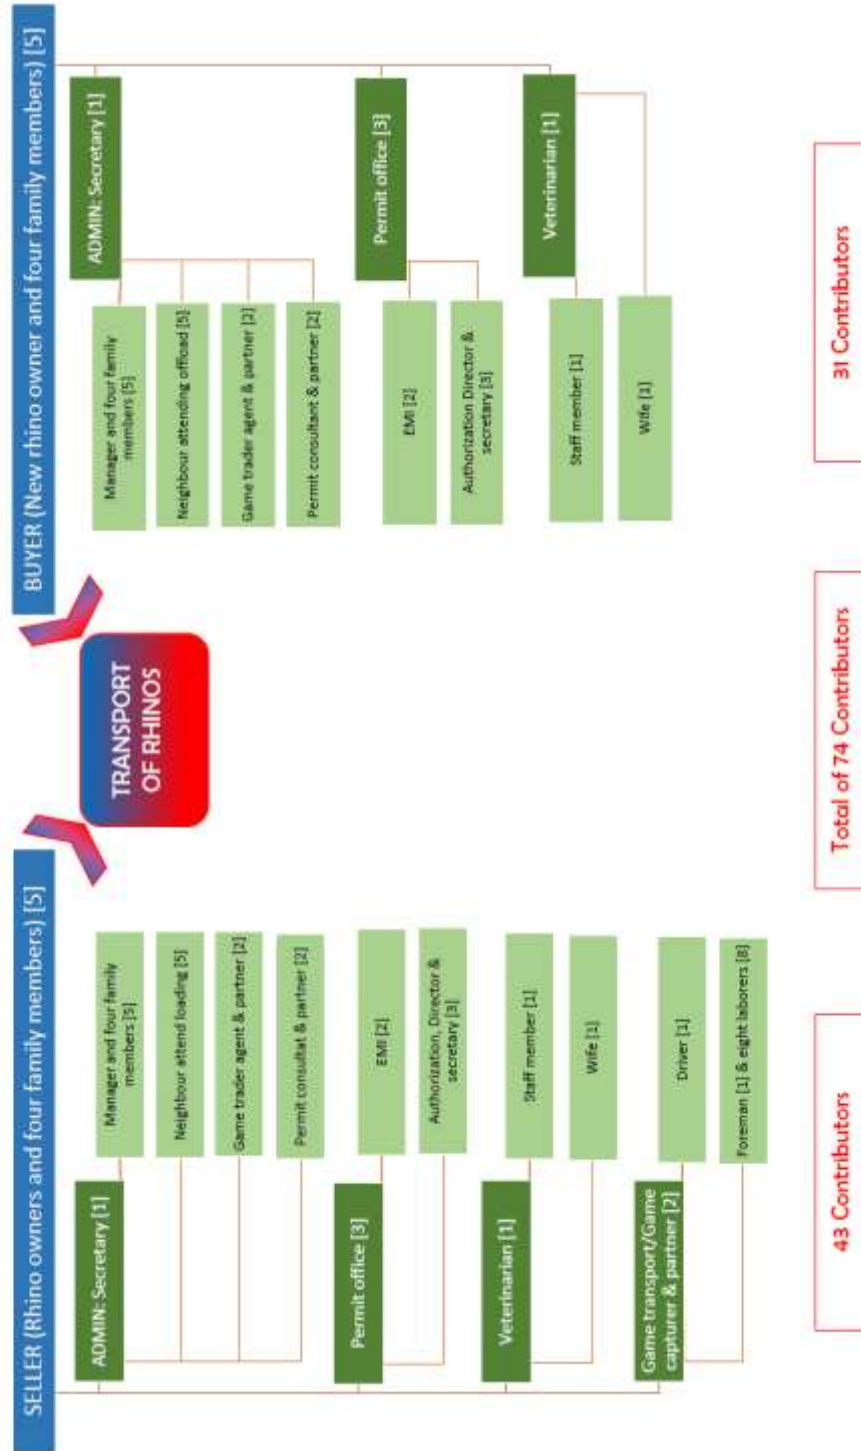 SELLER (Rhino owners and four family members) [5]
ADMIN: Secretary [1]
Manager and four family
members [5]
Neighbour attend loading [5]
Game trader agent & partner [2]
Permit consultat & partner [2]
Permit office [3]
EMI [2]
Authorization, Director &
secretary [3]
Veterinarian [1]
Staff member [1]
Wife [1]
Game transport/Game
capturer & partner [2]
Driver [1]
Foreman [1] & eight laborers [8]
43 Contributors
TRANSPORT
OF RHINOS
Total of 74 Contributors
BUYER (New rhino owner and four family members) [5]
ADMIN: Secretary [1]
Manager and four family
members [5]
Neighbour attending offload [5]
Game trader agent & partner [2]
Permit consultant & partner [2]
Permit office [3]
EMI [2]
Authorization Director &
secretary [3]
Veterinarian [1]
Staff member [1]
Wife [1]
31 Contributors